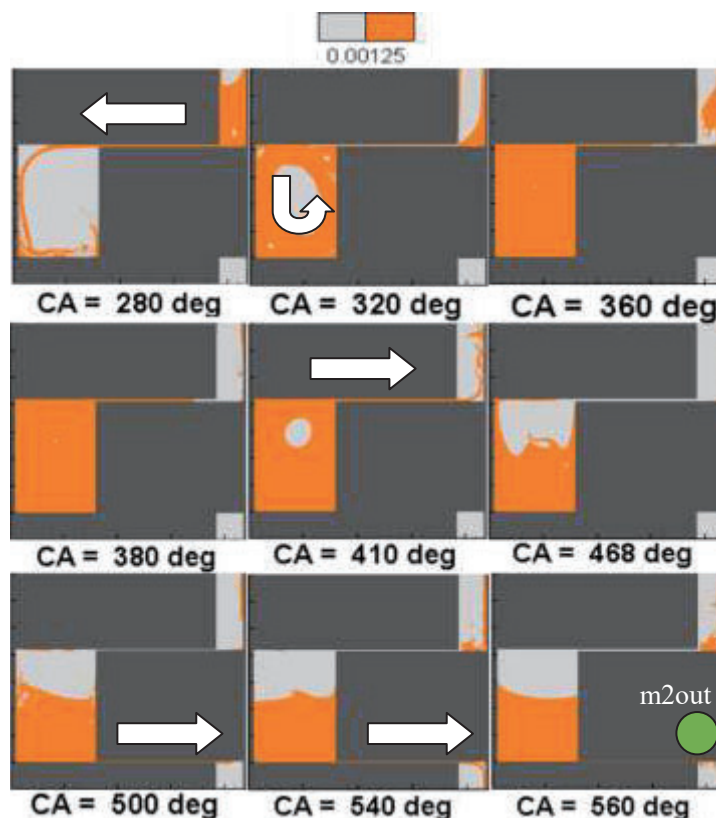 0.00125
CA = 280 deg
CA = 320 deg
CA = 360 deg
CA = 380 deg
CA = 410 deg
CA = 468 deg
m2out
CA = 500 deg
CA = 540 deg
CA = 560 deg